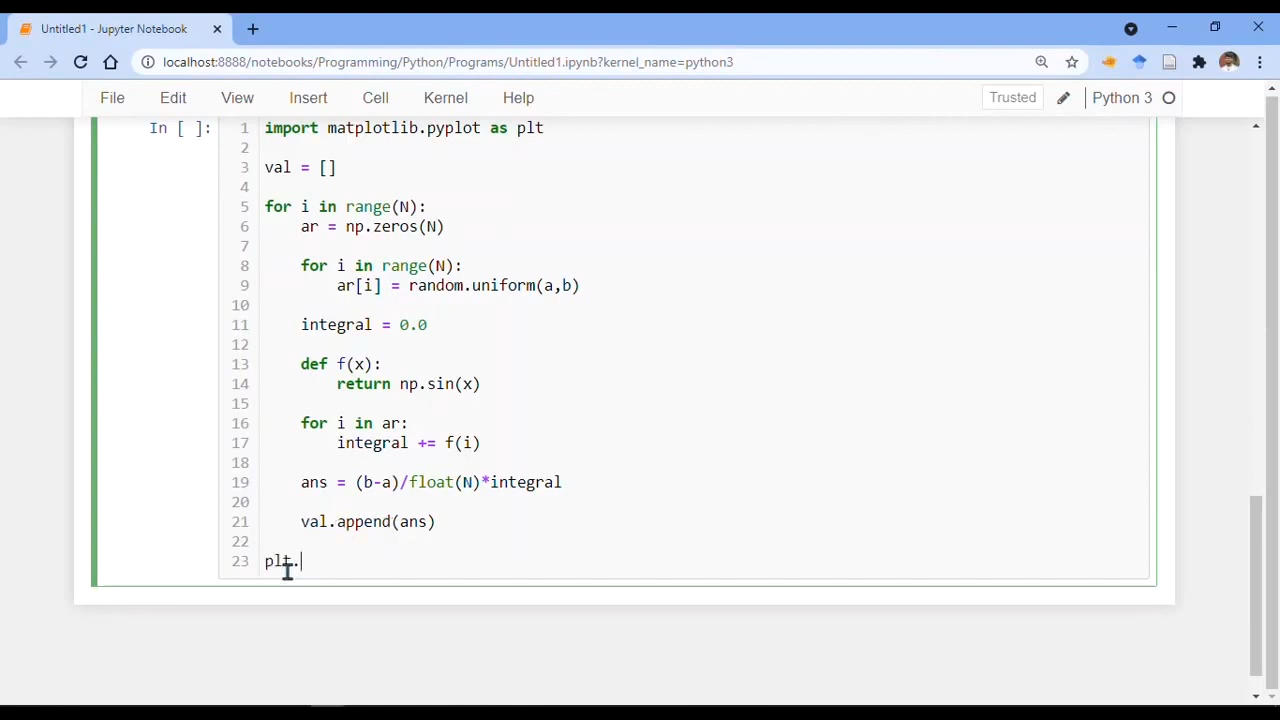 Untitled1 - Jupyter Notebook
localhost:8888/notebooks/Programming/Python/Programs/Untitled1.ipynb?kernel_name=python3
File Edit View Insert Cell Kernel Help Trusted Python 3
In [ ]:
1 import matplotlib.pyplot as plt
2
3 val = []
4
5 for i in range(N):
6 ar = np.zeros(N)
7
8 for i in range(N):
9 ar[i] = random.uniform(a,b)
10
11 integral = 0.0
12
13 def f(x):
14 return np.sin(x)
15
16 for i in ar:
17 integral += f(i)
18
19 ans = (b-a)/float(N)*integral
20
21 val.append(ans)
22
23 plt.